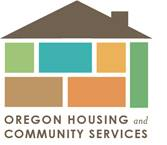 OREGON HOUSING and
COMMUNITY SERVICES